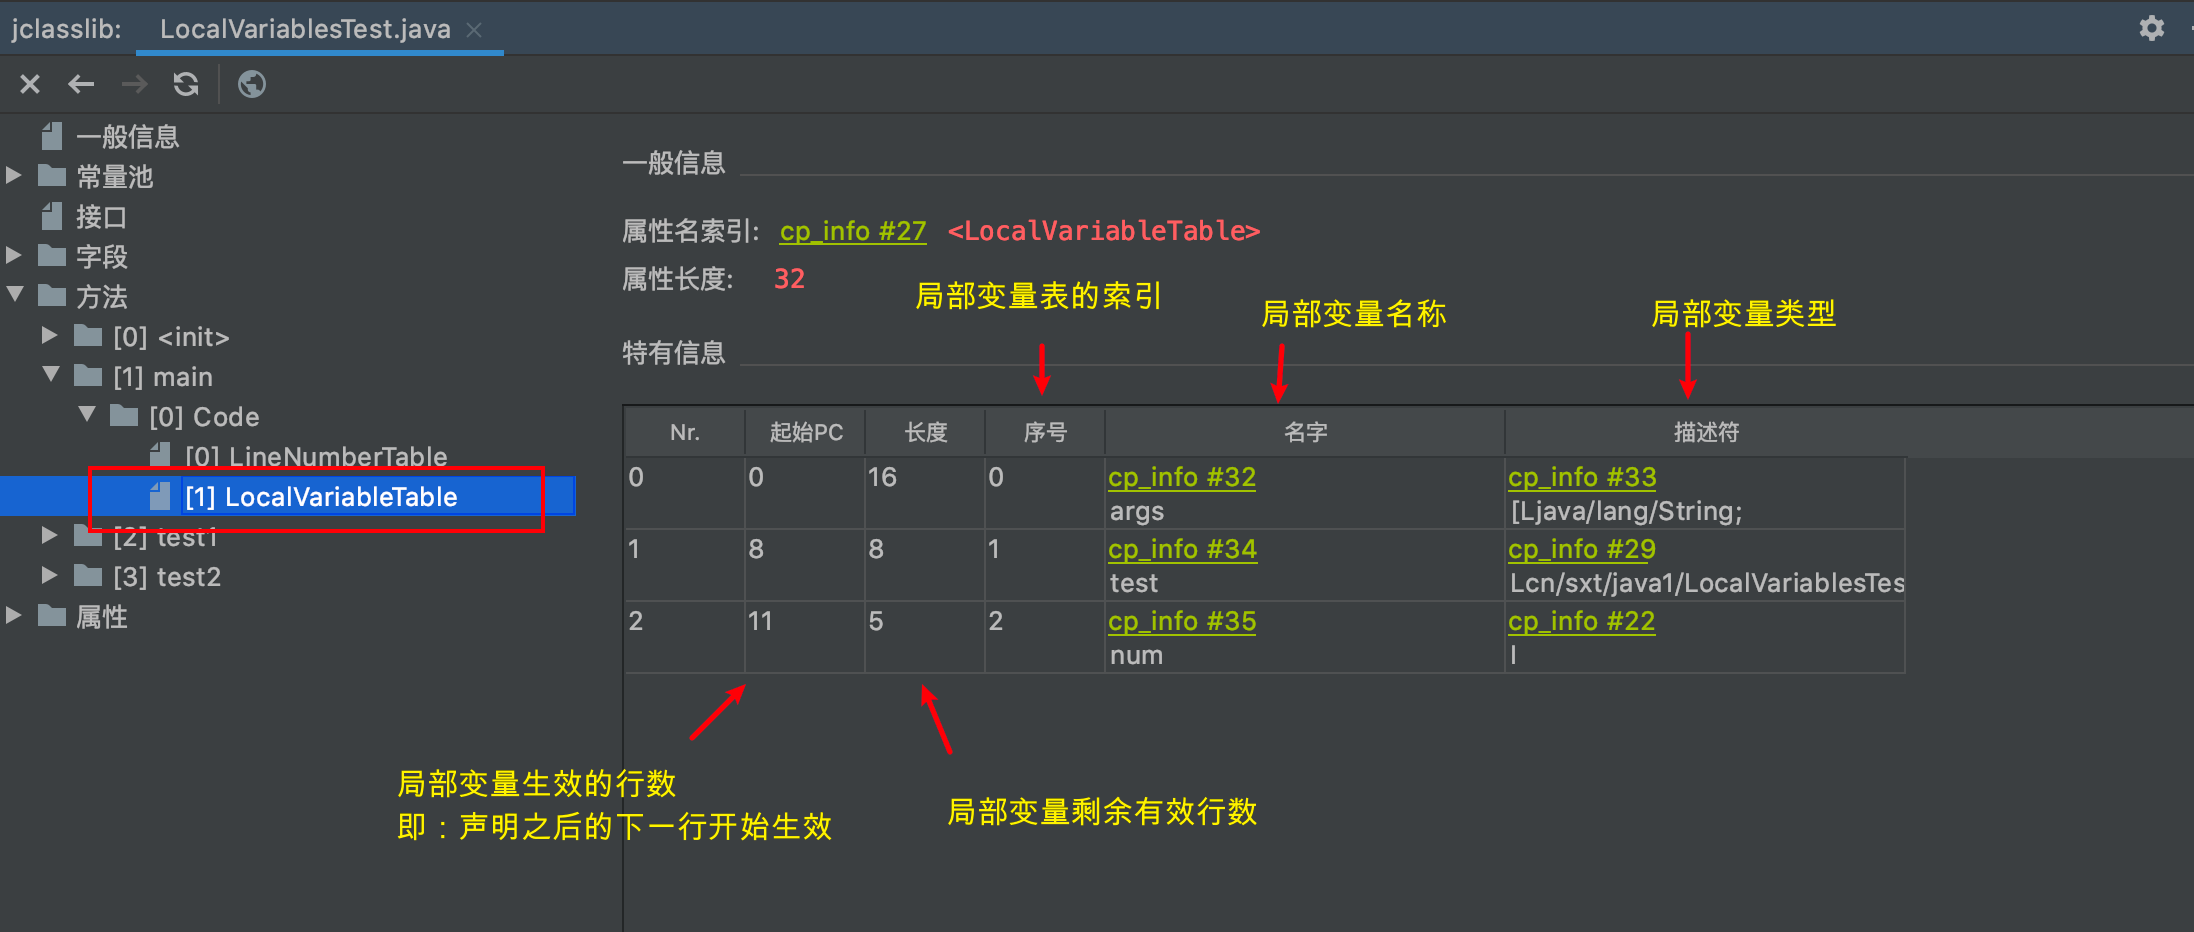 jclasslib: LocalVariablesTest.java
一般信息
常量池
接口
字段
方法
[0] <init>
[1] main
[0] Code
[0] LineNumberTable
[1] LocalVariableTable
[2] test1
[3] test2
属性
一般信息
属性名索引: cp_info #27 <LocalVariableTable>
属性长度: 32
局部变量表的索引
局部变量名称
局部变量类型
特有信息
Nr. 起始PC 长度 序号 名字 描述符
0 0 16 0 cp_info #32 cp_info #33
args [Ljava/lang/String;
1 8 8 1 cp_info #34 cp_info #29
test Lcn/sxt/java1/LocalVariablesTes
2 11 5 2 cp_info #35 cp_info #22
num I
局部变量生效的行数
即：声明之后的下一行开始生效
局部变量剩余有效行数